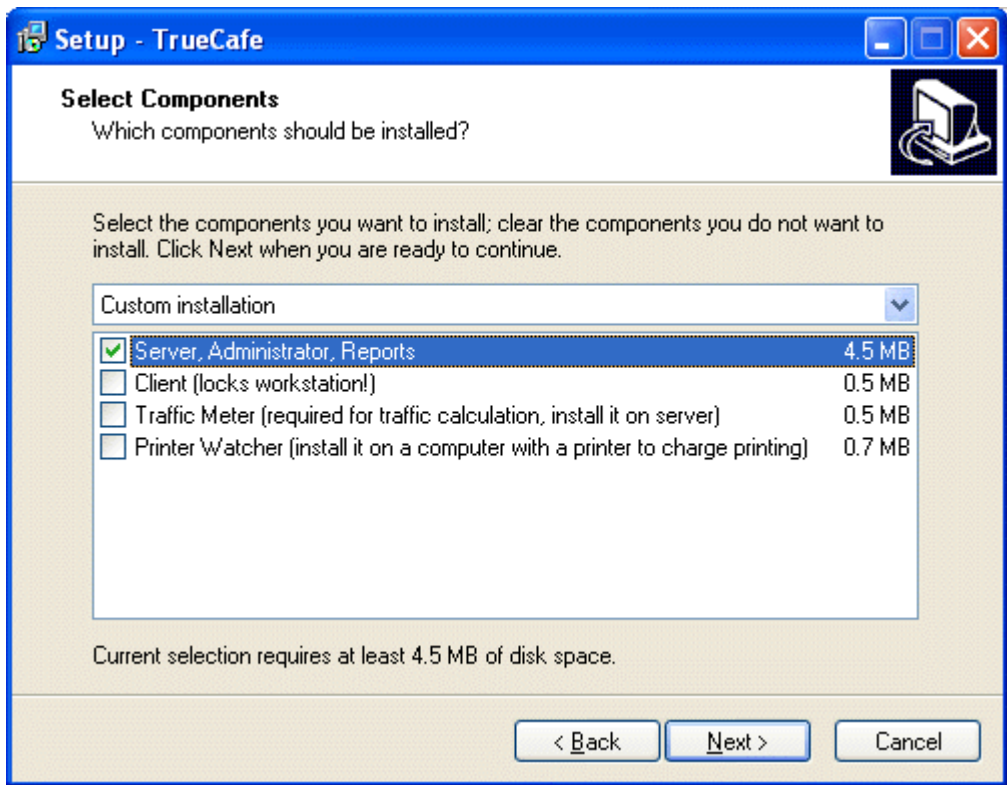 Setup - TrueCafe
Select Components
Which components should be installed?
Select the components you want to install; clear the components you do not want to
install. Click Next when you are ready to continue.
Custom installation
Server, Administrator, Reports 4.5 MB
Client (locks workstation!) 0.5 MB
Traffic Meter (required for traffic calculation, install it on server) 0.5 MB
Printer Watcher (install it on a computer with a printer to charge printing) 0.7 MB
Current selection requires at least 4.5 MB of disk space.
< Back Next > Cancel